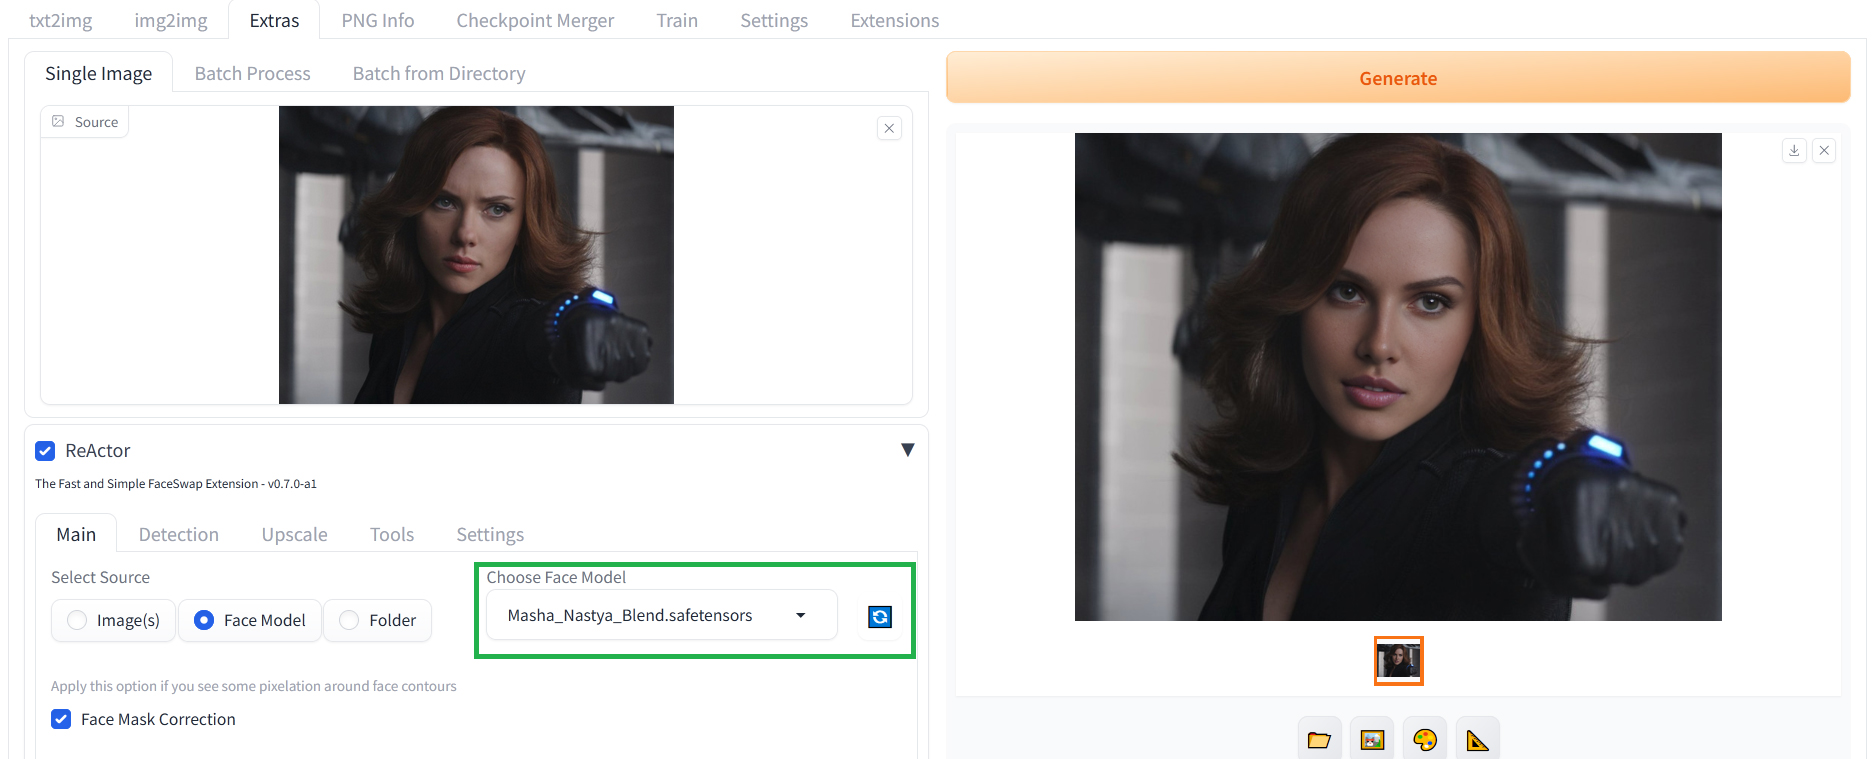 txt2img img2img Extras PNG Info Checkpoint Merger Train Settings Extensions
Single Image Batch Process Batch from Directory
Source
ReActor
The Fast and Simple FaceSwap Extension - v0.7.0-a1
Main Detection Upscale Tools Settings
Select Source
Image(s) Face Model Folder
Choose Face Model
Masha_Nastya_Blend.safetensors
Apply this option if you see some pixelation around face contours
Face Mask Correction
Generate